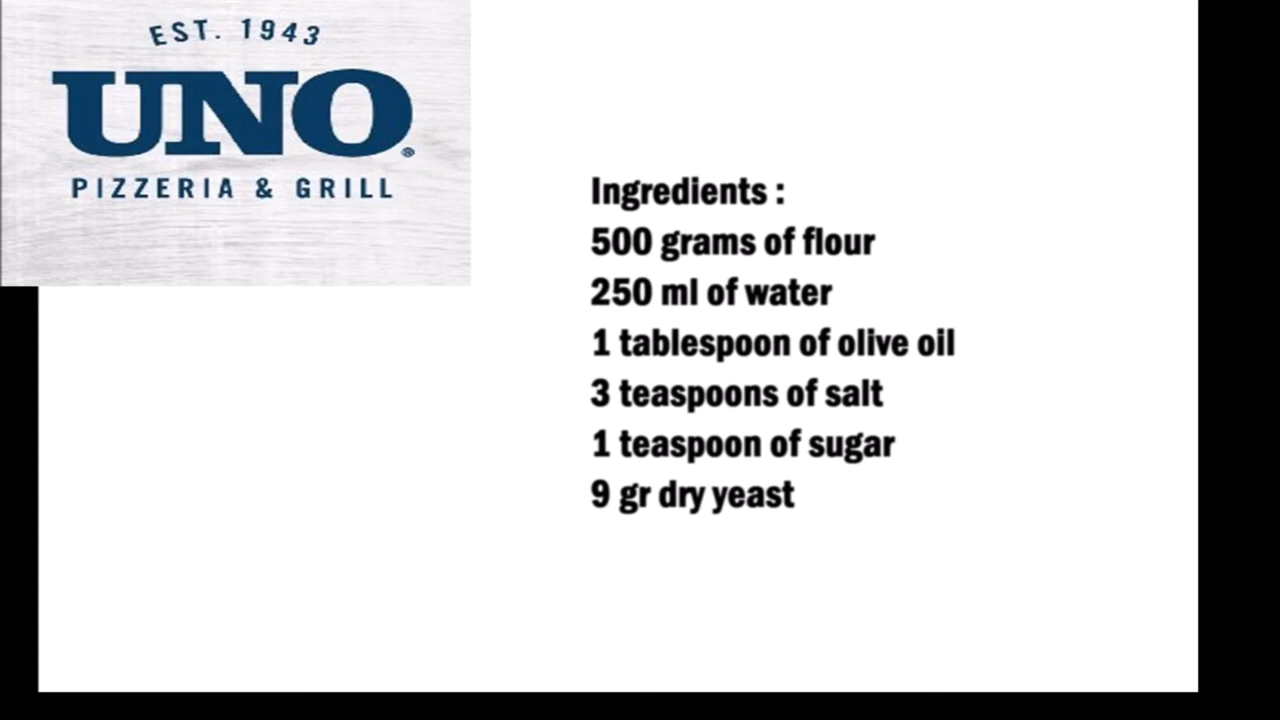 EST. 1943
UNO®
PIZZERIA & GRILL
Ingredients :
500 grams of flour
250 ml of water
1 tablespoon of olive oil
3 teaspoons of salt
1 teaspoon of sugar
9 gr dry yeast